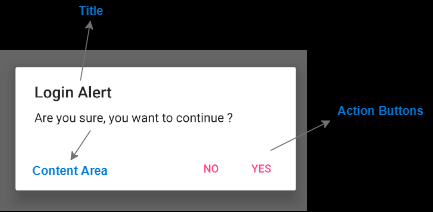 Title
Login Alert
Are you sure, you want to continue ?
Action Buttons
Content Area
NO YES